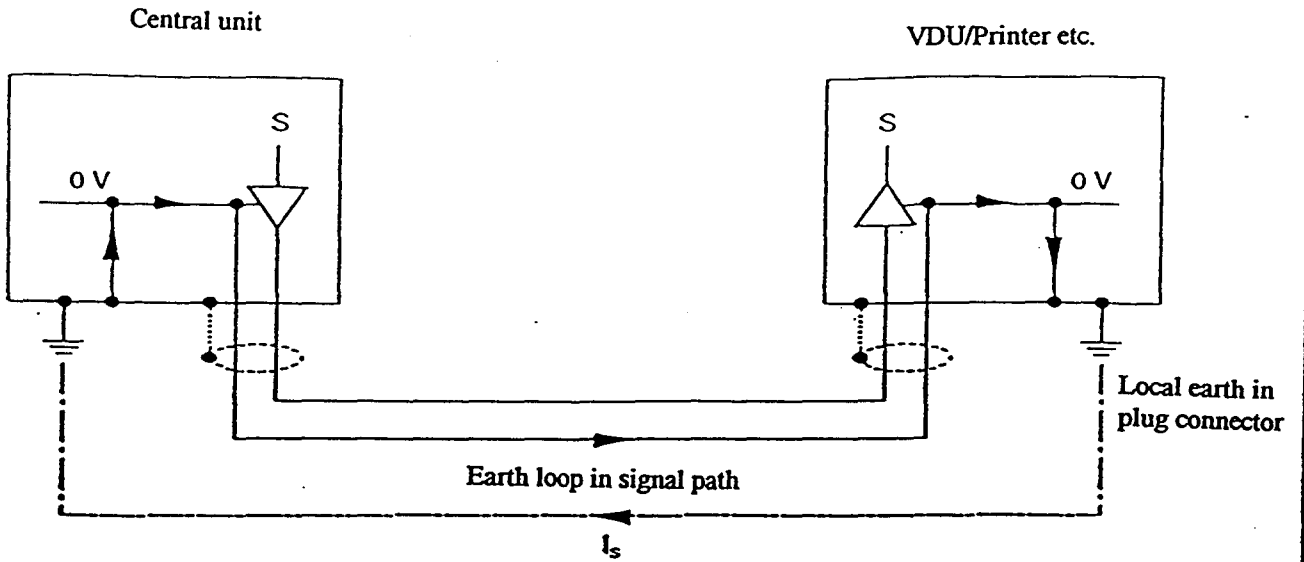 Central unit
VDU/Printer etc.
S
S
0 V
0 V
Local earth in
plug connector
Earth loop in signal path
Is